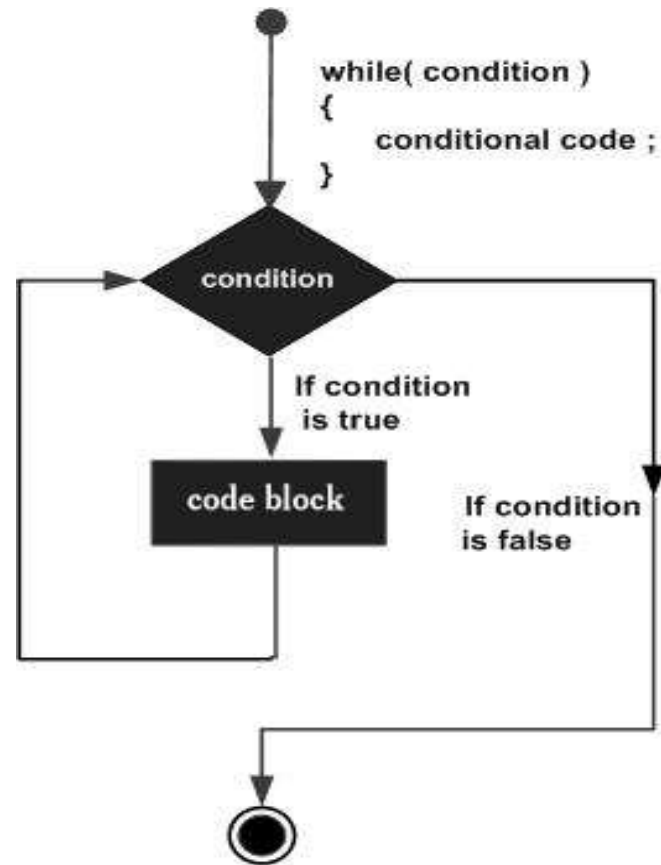 while( condition )
{
conditional code ;
}
condition
If condition
is true
code block
If condition
is false